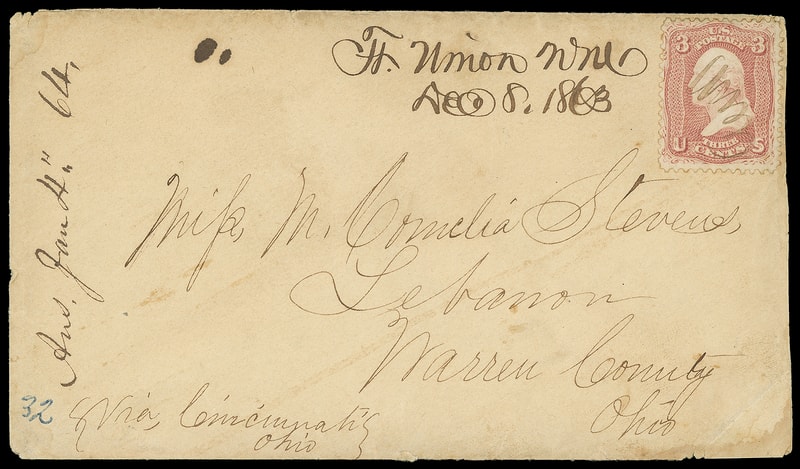 Ft. Union N.M.
Dec. 8. 1863
3 U.S. 3
POSTAGE
THREE
U CENTS S
Miss, M. Cornelia Stevens,
Lebanon
Warren County
Ohio
(Via, Cincinnati
Ohio)
Ans. Jan 4" 64.
32